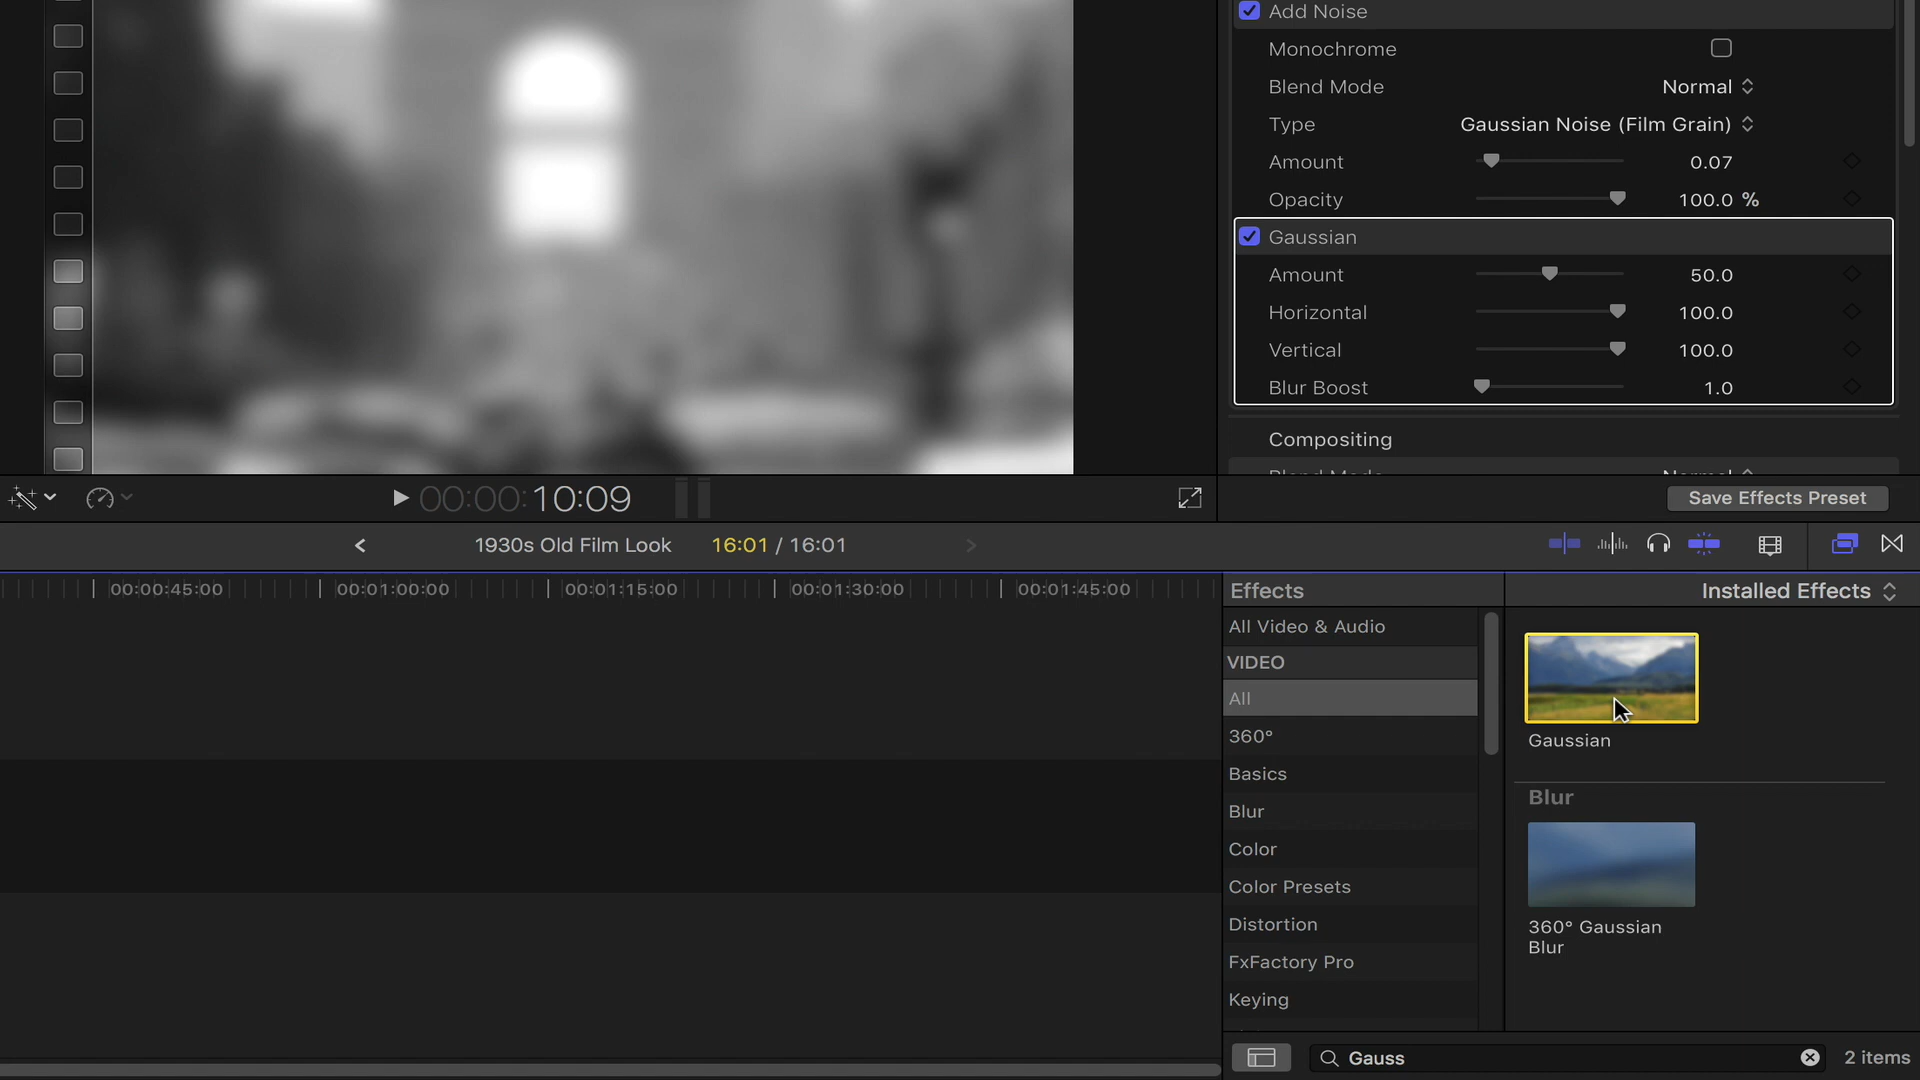 Add Noise
Monochrome
Blend Mode Normal
Type Gaussian Noise (Film Grain)
Amount 0.07
Opacity 100.0 %
Gaussian
Amount 50.0
Horizontal 100.0
Vertical 100.0
Blur Boost 1.0
Compositing
Blend Mode Normal
00:00:10:09
Save Effects Preset
1930s Old Film Look 16:01 / 16:01
00:00:45:00 00:01:00:00 00:01:15:00 00:01:30:00 00:01:45:00
Effects
Installed Effects
All Video & Audio
VIDEO
All
360°
Basics
Blur
Color
Color Presets
Distortion
FxFactory Pro
Keying
Gaussian
Blur
360° Gaussian
Blur
Gauss
2 items